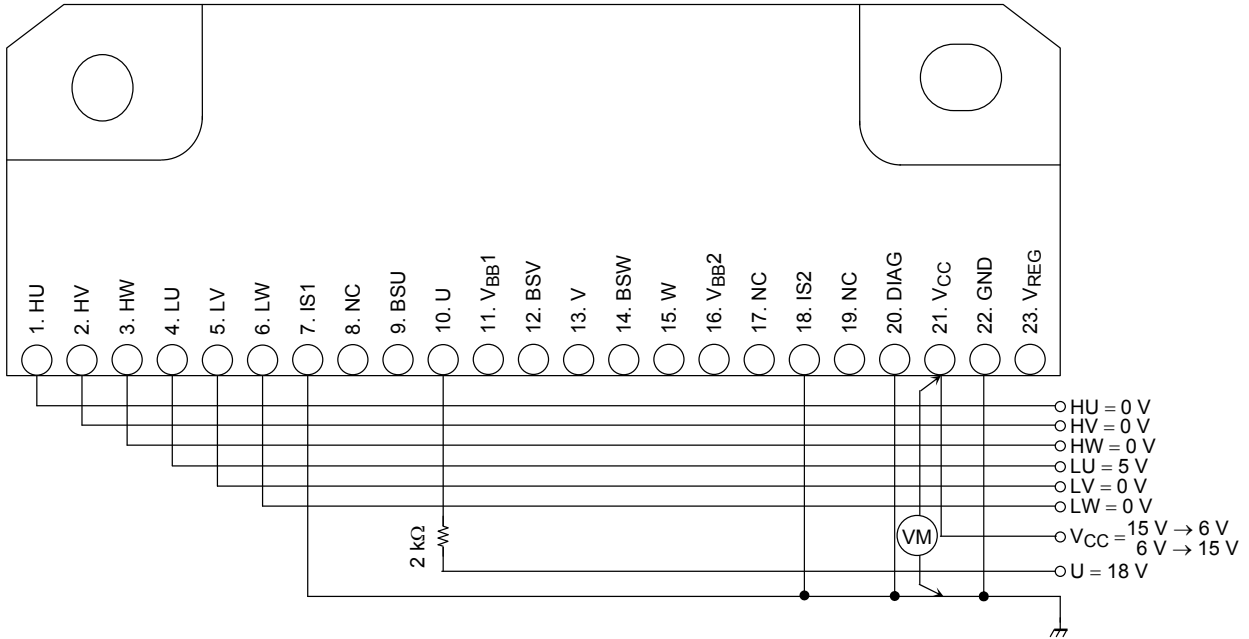 1. HU
2. HV
3. HW
4. LU
5. LV
6. LW
7. IS1
8. NC
9. BSU
10. U
11. VBB1
12. BSV
13. V
14. BSW
15. W
16. VBB2
17. NC
18. IS2
19. NC
20. DIAG
21. VCC
22. GND
23. VREG
HU = 0 V
HV = 0 V
HW = 0 V
LU = 5 V
LV = 0 V
LW = 0 V
2 kΩ
VM
VCC = 15 V → 6 V
6 V → 15 V
U = 18 V